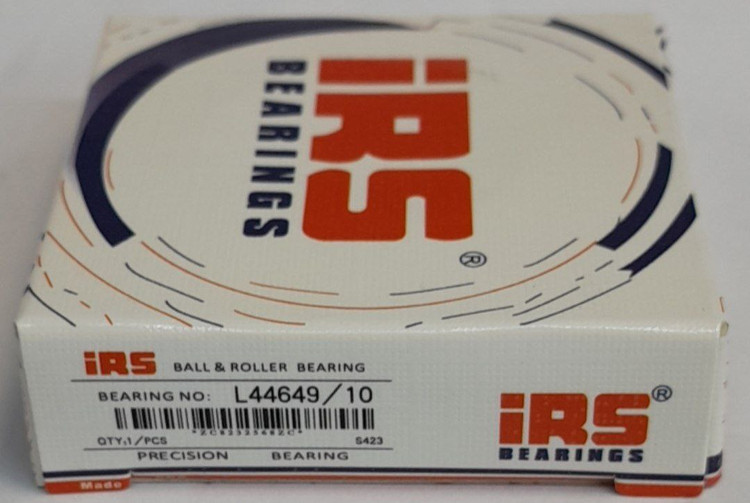 iRS
BEARINGS
®
iRS BALL & ROLLER BEARING
BEARING NO: L44649/10
QTY:1/PCS S423
PRECISION BEARING
iRS®
BEARINGS
Made